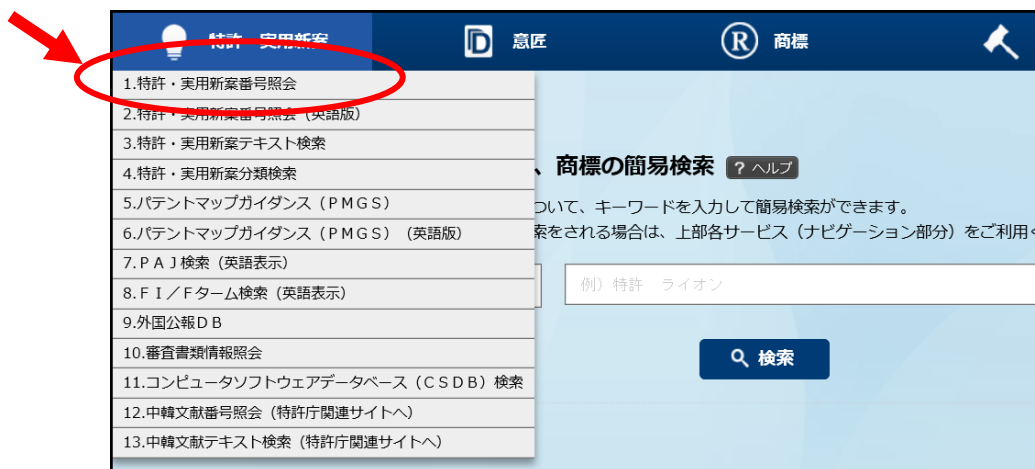 特許・実用新案
意匠
R 商標
1.特許・実用新案番号照会
2.特許・実用新案番号照会（英語版）
3.特許・実用新案テキスト検索
4.特許・実用新案分類検索
5.パテントマップガイダンス（ＰＭＧＳ）
6.パテントマップガイダンス（ＰＭＧＳ）（英語版）
7.ＰＡＪ検索（英語表示）
8.ＦＩ／Ｆターム検索（英語表示）
9.外国公報ＤＢ
10.審査書類情報照会
11.コンピュータソフトウェアデータベース（ＣＳＤＢ）検索
12.中韓文献番号照会（特許庁関連サイトへ）
13.中韓文献テキスト検索（特許庁関連サイトへ）
、商標の簡易検索 ? ヘルプ
ついて、キーワードを入力して簡易検索ができます。
索をされる場合は、上部各サービス（ナビゲーション部分）をご利用く
例）特許　ライオン
検索